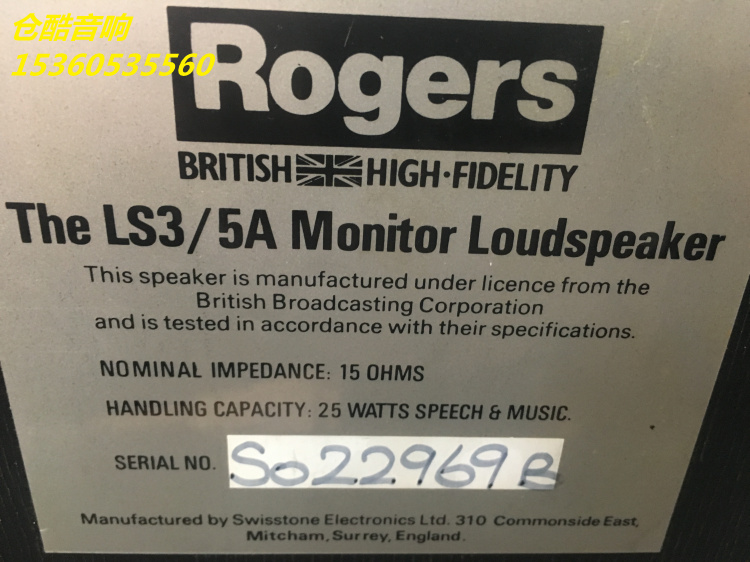 仓酷音响
15360535560
Rogers
BRITISH HIGH·FIDELITY
The LS3/5A Monitor Loudspeaker
This speaker is manufactured under licence from the
British Broadcasting Corporation
and is tested in accordance with their specifications.
NOMINAL IMPEDANCE: 15 OHMS
HANDLING CAPACITY: 25 WATTS SPEECH & MUSIC.
SERIAL NO. SO22969B
Manufactured by Swisstone Electronics Ltd. 310 Commonside East,
Mitcham, Surrey, England.